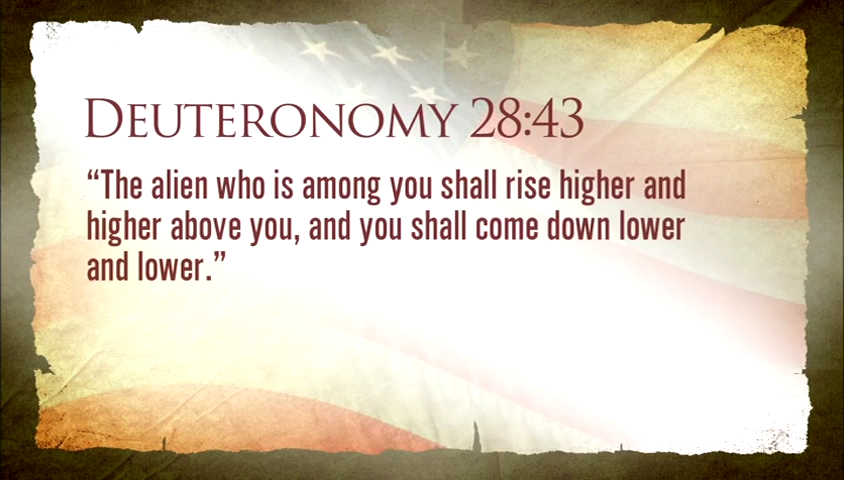 DEUTERONOMY 28:43
“The alien who is among you shall rise higher and
higher above you, and you shall come down lower
and lower.”